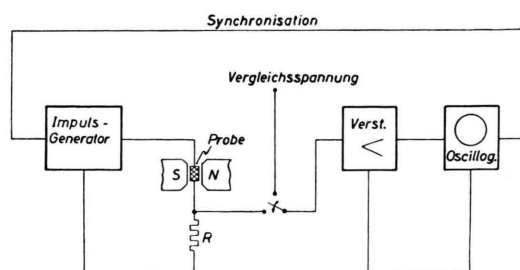 Synchronisation
Vergleichsspannung
Impuls-
Generator
Probe
S
N
Verst.
Oscillog.
R